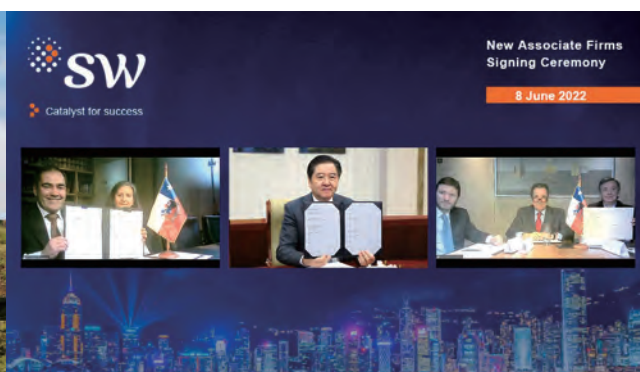 SW
Catalyst for success
New Associate Firms
Signing Ceremony
8 June 2022